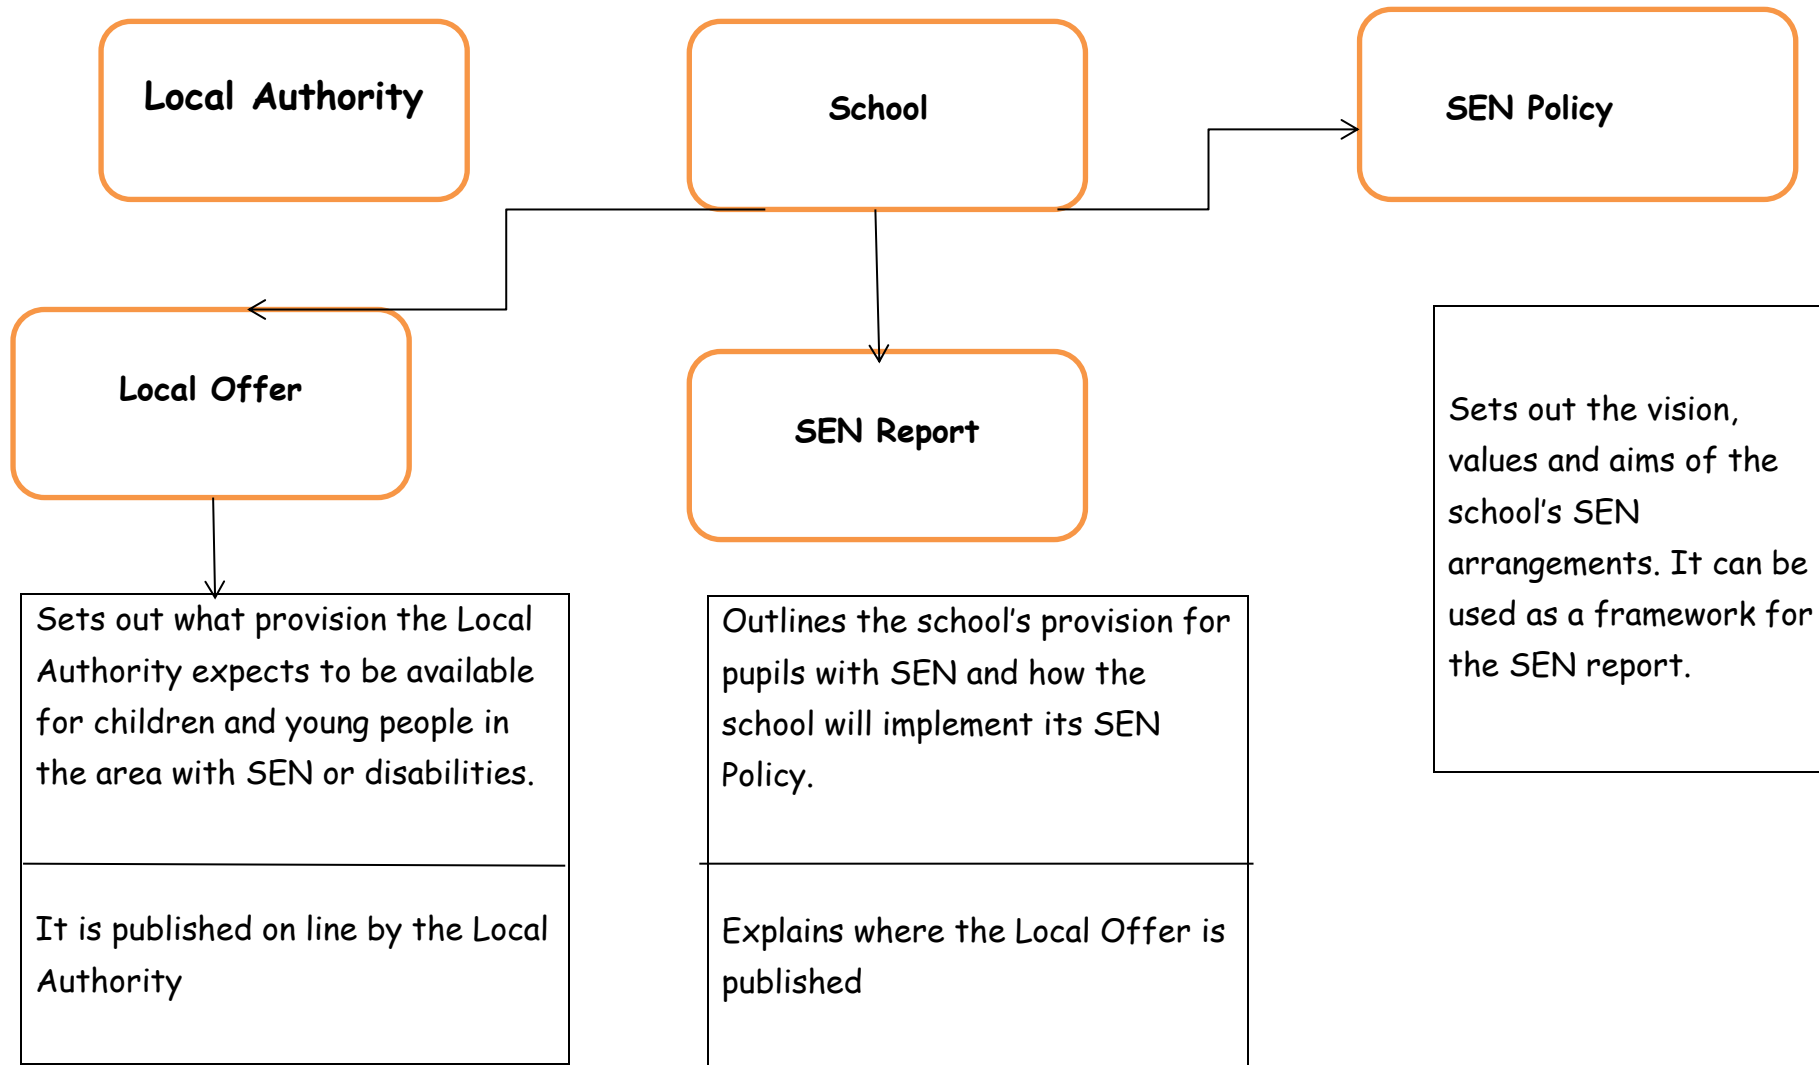 Local Authority
School
SEN Policy
Local Offer
SEN Report
Sets out what provision the Local
Authority expects to be available
for children and young people in
the area with SEN or disabilities.
It is published on line by the Local
Authority
Outlines the school's provision for
pupils with SEN and how the
school will implement its SEN
Policy.
Explains where the Local Offer is
published
Sets out the vision,
values and aims of the
school's SEN
arrangements. It can be
used as a framework for
the SEN report.